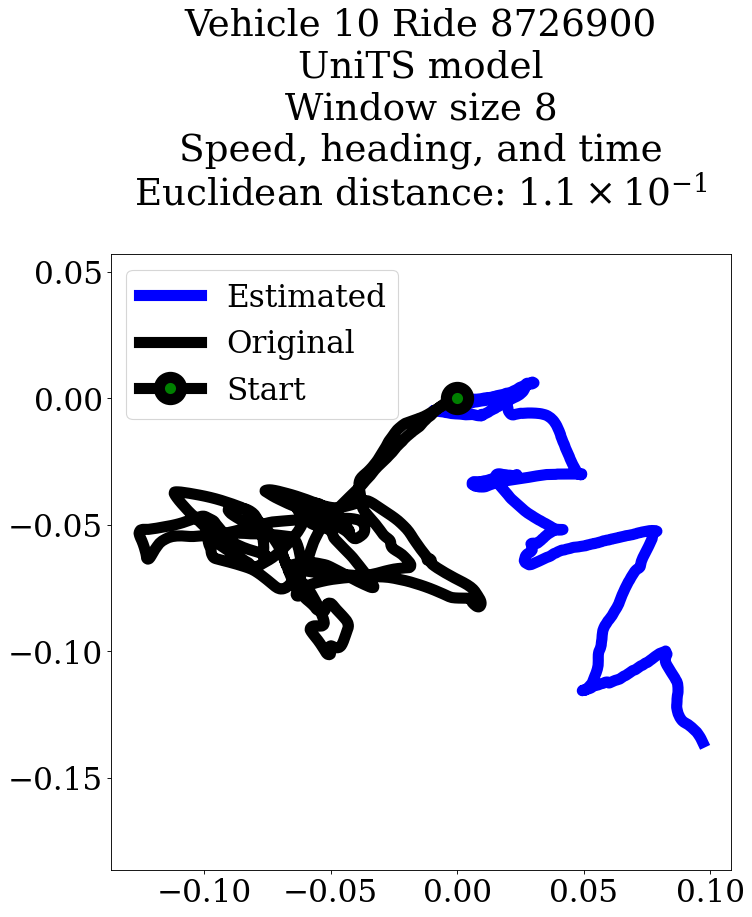 Vehicle 10 Ride 8726900
UniTS model
Window size 8
Speed, heading, and time
Euclidean distance: $1.1 \times 10^{-1}$
0.05
0.00
−0.05
−0.10
−0.15
Estimated
Original
Start
−0.10 −0.05 0.00 0.05 0.10